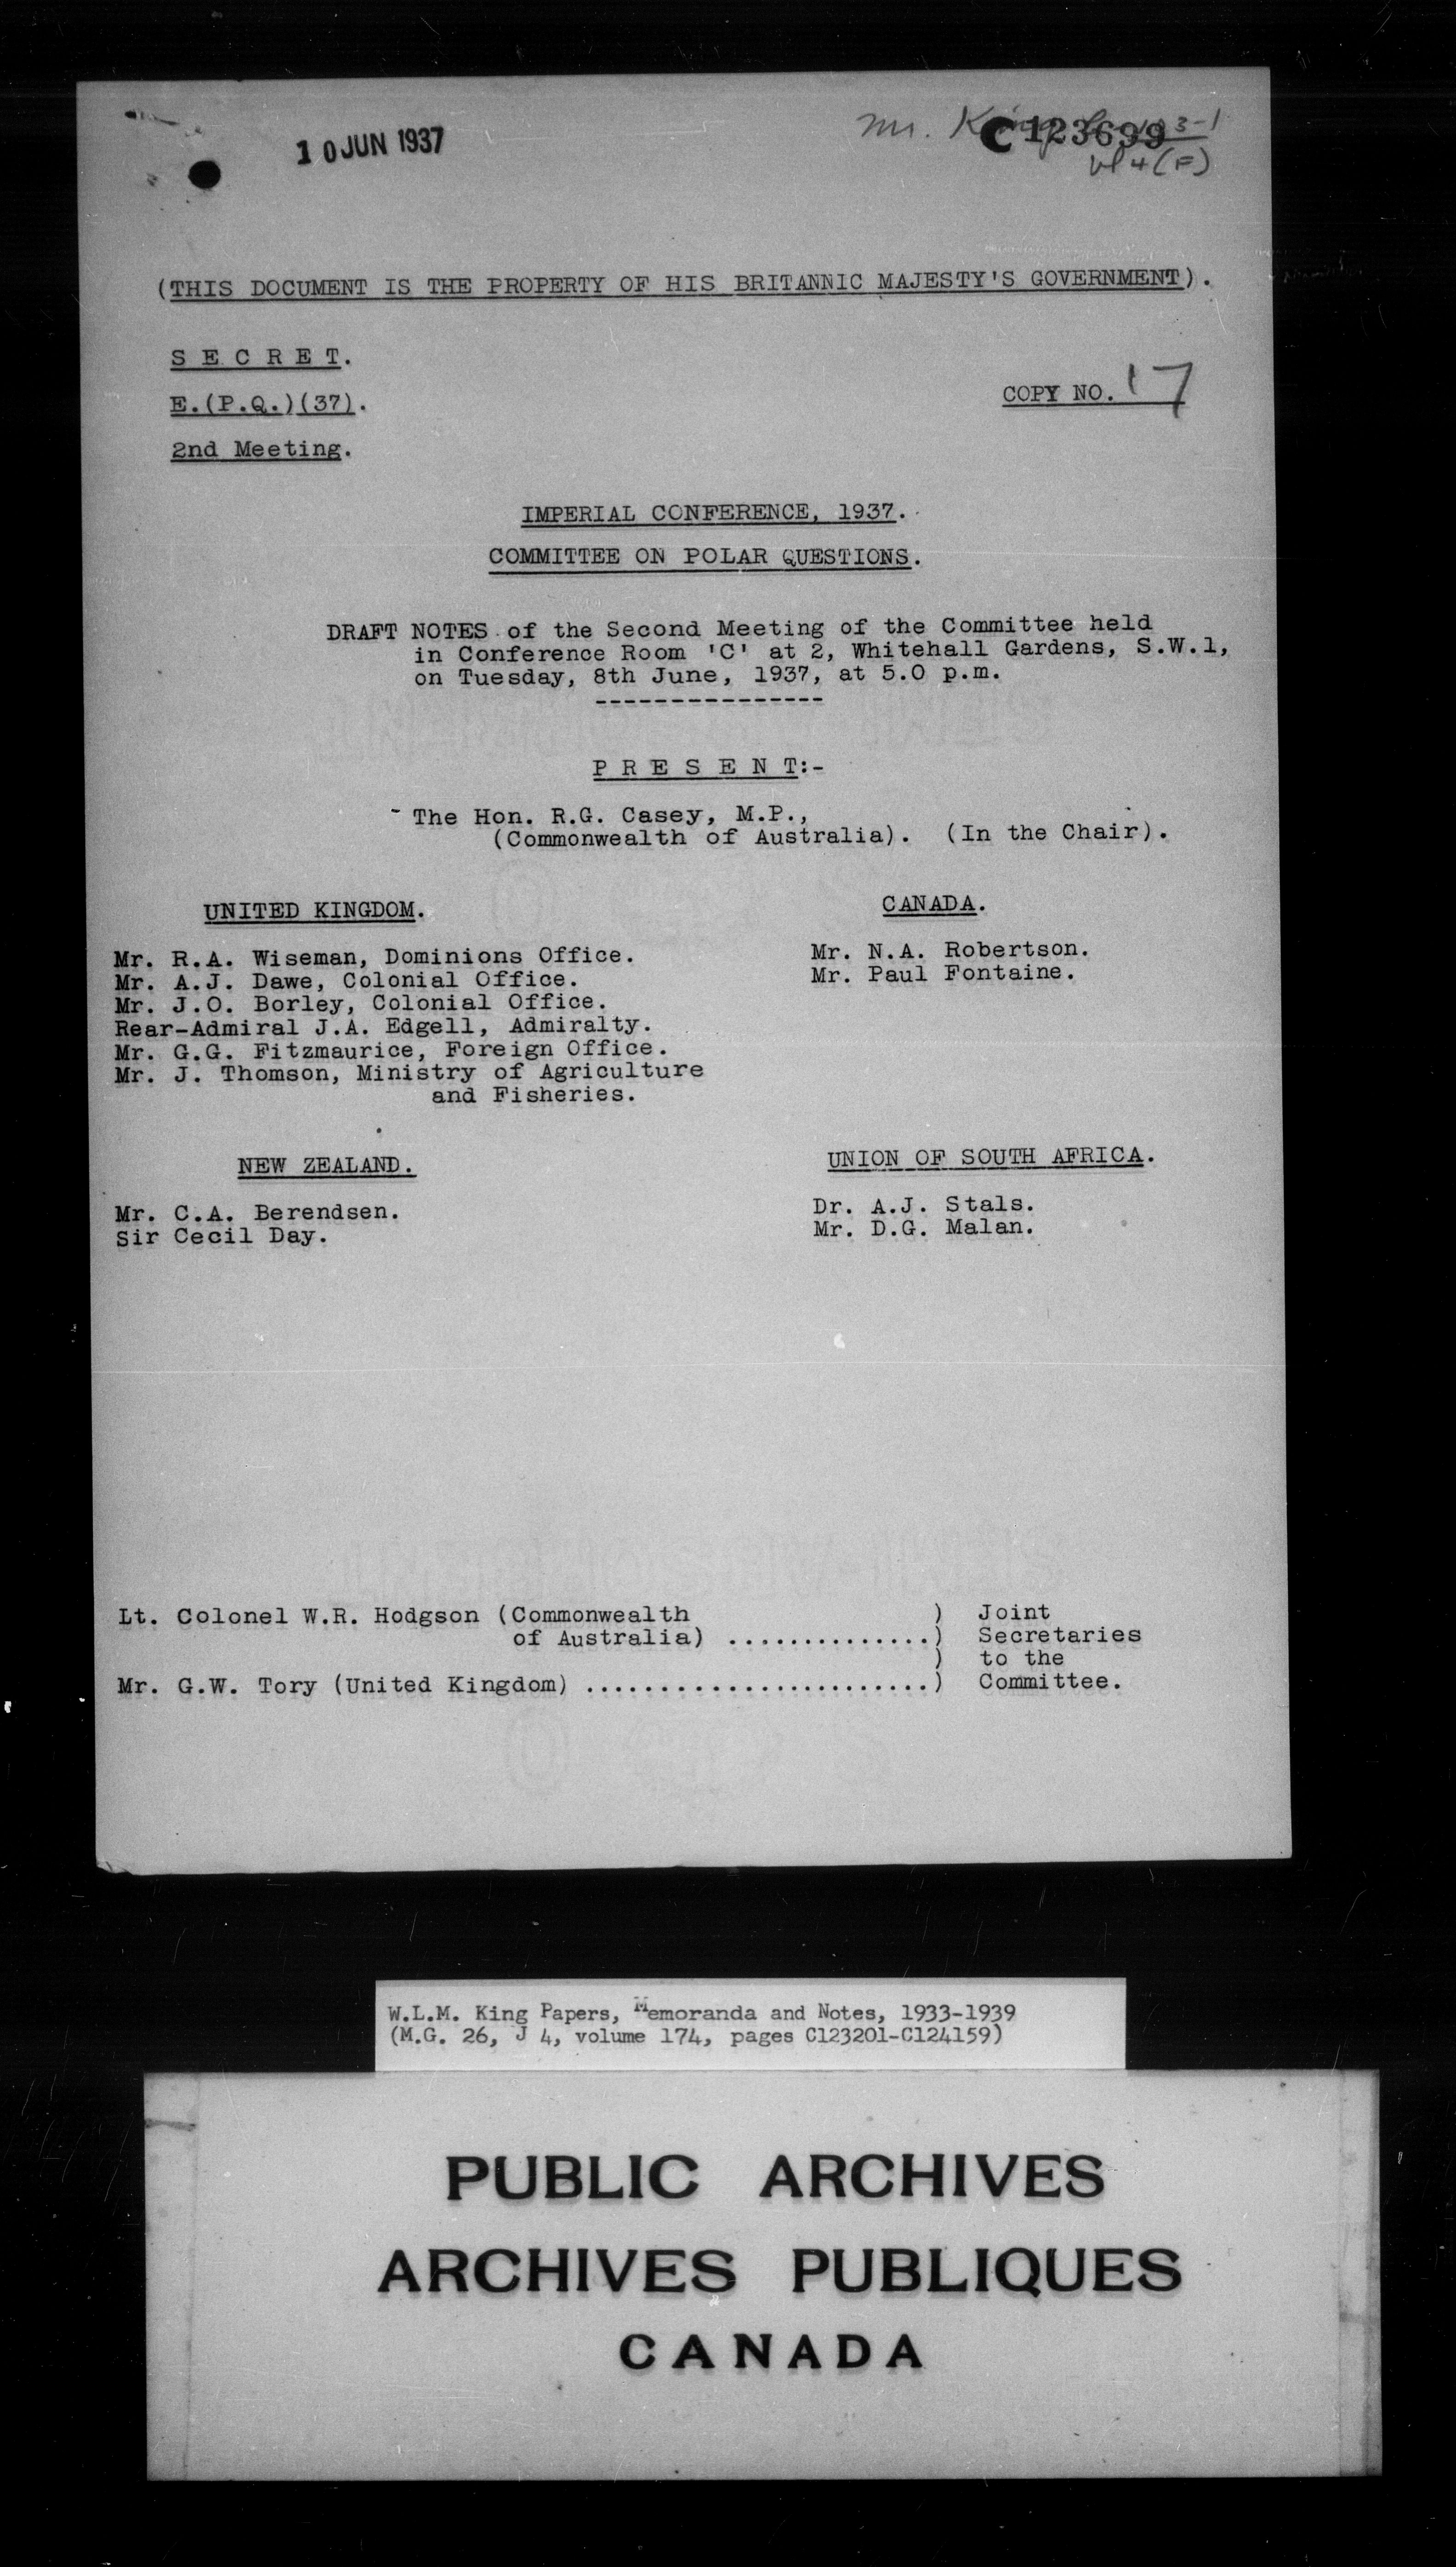 10 JUN 1937
Mr. King
C 123699
(THIS DOCUMENT IS THE PROPERTY OF HIS BRITANNIC MAJESTY'S GOVERNMENT).
S E C R E T.
E.(P.Q.)(37).
COPY NO. 17
2nd Meeting.
IMPERIAL CONFERENCE, 1937.
COMMITTEE ON POLAR QUESTIONS.
DRAFT NOTES of the Second Meeting of the Committee held
in Conference Room 'C' at 2, Whitehall Gardens, S.W.1,
on Tuesday, 8th June, 1937, at 5.0 p.m.
----------------
P R E S E N T:-
The Hon. R.G. Casey, M.P.,
(Commonwealth of Australia). (In the Chair).
UNITED KINGDOM.
Mr. R.A. Wiseman, Dominions Office.
Mr. A.J. Dawe, Colonial Office.
Mr. J.O. Borley, Colonial Office.
Rear-Admiral J.A. Edgell, Admiralty.
Mr. G.G. Fitzmaurice, Foreign Office.
Mr. J. Thomson, Ministry of Agriculture
and Fisheries.
CANADA.
Mr. N.A. Robertson.
Mr. Paul Fontaine.
NEW ZEALAND.
Mr. C.A. Berendsen.
Sir Cecil Day.
UNION OF SOUTH AFRICA.
Dr. A.J. Stals.
Mr. D.G. Malan.
Lt. Colonel W.R. Hodgson (Commonwealth ) Joint
of Australia) ..............) Secretaries
) to the
Mr. G.W. Tory (United Kingdom) .......................) Committee.
W.L.M. King Papers, Memoranda and Notes, 1933-1939
(M.G. 26, J 4, volume 174, pages C123201-C124159)
PUBLIC ARCHIVES
ARCHIVES PUBLIQUES
CANADA